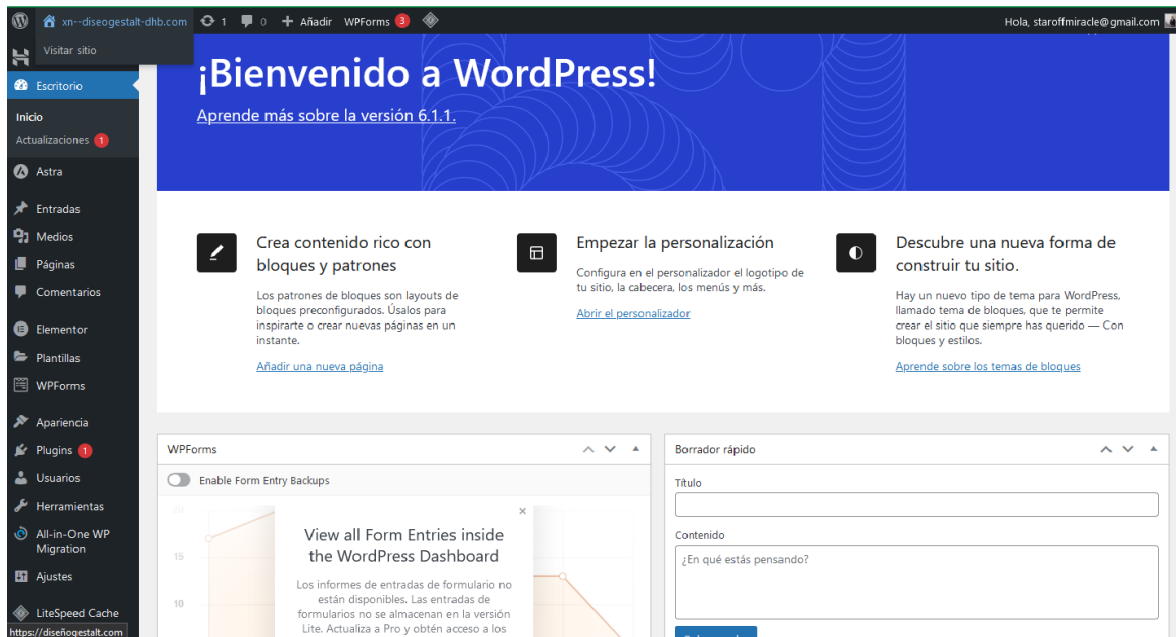 xn--diseogestalt-dhb.com 1 0 + Añadir WPForms 3 Hola, staroffmiracle@gmail.com
Visitar sitio
Escritorio
Inicio
Actualizaciones 1
Astra
Entradas
Medios
Páginas
Comentarios
Elementor
Plantillas
WPForms
Apariencia
Plugins 1
Usuarios
Herramientas
All-in-One WP
Migration
Ajustes
LiteSpeed Cache
https://diseñogestalt.com
¡Bienvenido a WordPress!
Aprende más sobre la versión 6.1.1.
Crea contenido rico con
bloques y patrones
Los patrones de bloques son layouts de
bloques preconfigurados. Úsalos para
inspirarte o crear nuevas páginas en un
instante.
Añadir una nueva página
Empezar la personalización
Configura en el personalizador el logotipo de
tu sitio, la cabecera, los menús y más.
Abrir el personalizador
Descubre una nueva forma de
construir tu sitio.
Hay un nuevo tipo de tema para WordPress,
llamado tema de bloques, que te permite
crear el sitio que siempre has querido — Con
bloques y estilos.
Aprende sobre los temas de bloques
WPForms
Enable Form Entry Backups
20
15
10
View all Form Entries inside
the WordPress Dashboard
Los informes de entradas de formulario no
están disponibles. Las entradas de
formularios no se almacenan en la versión
Lite. Actualiza a Pro y obtén acceso a los
Borrador rápido
Título
Contenido
¿En qué estás pensando?